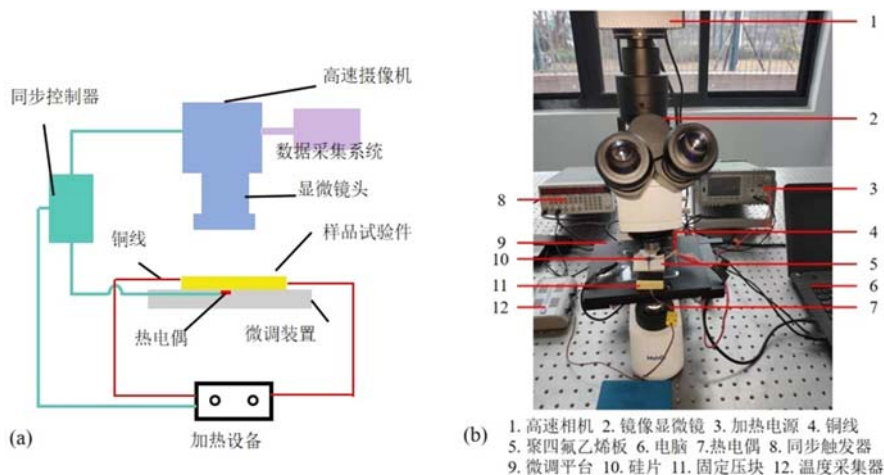 高速摄像机
同步控制器
数据采集系统
显微镜头
样品试验件
铜线
热电偶
微调装置
加热设备
(a)
1
2
3
8
4
9
10
5
11
6
12
7
(b)
1. 高速相机 2. 镜像显微镜 3. 加热电源 4. 铜线
5. 聚四氟乙烯板 6. 电脑 7.热电偶 8. 同步触发器
9. 微调平台 10. 硅片 11. 固定压块 12. 温度采集器